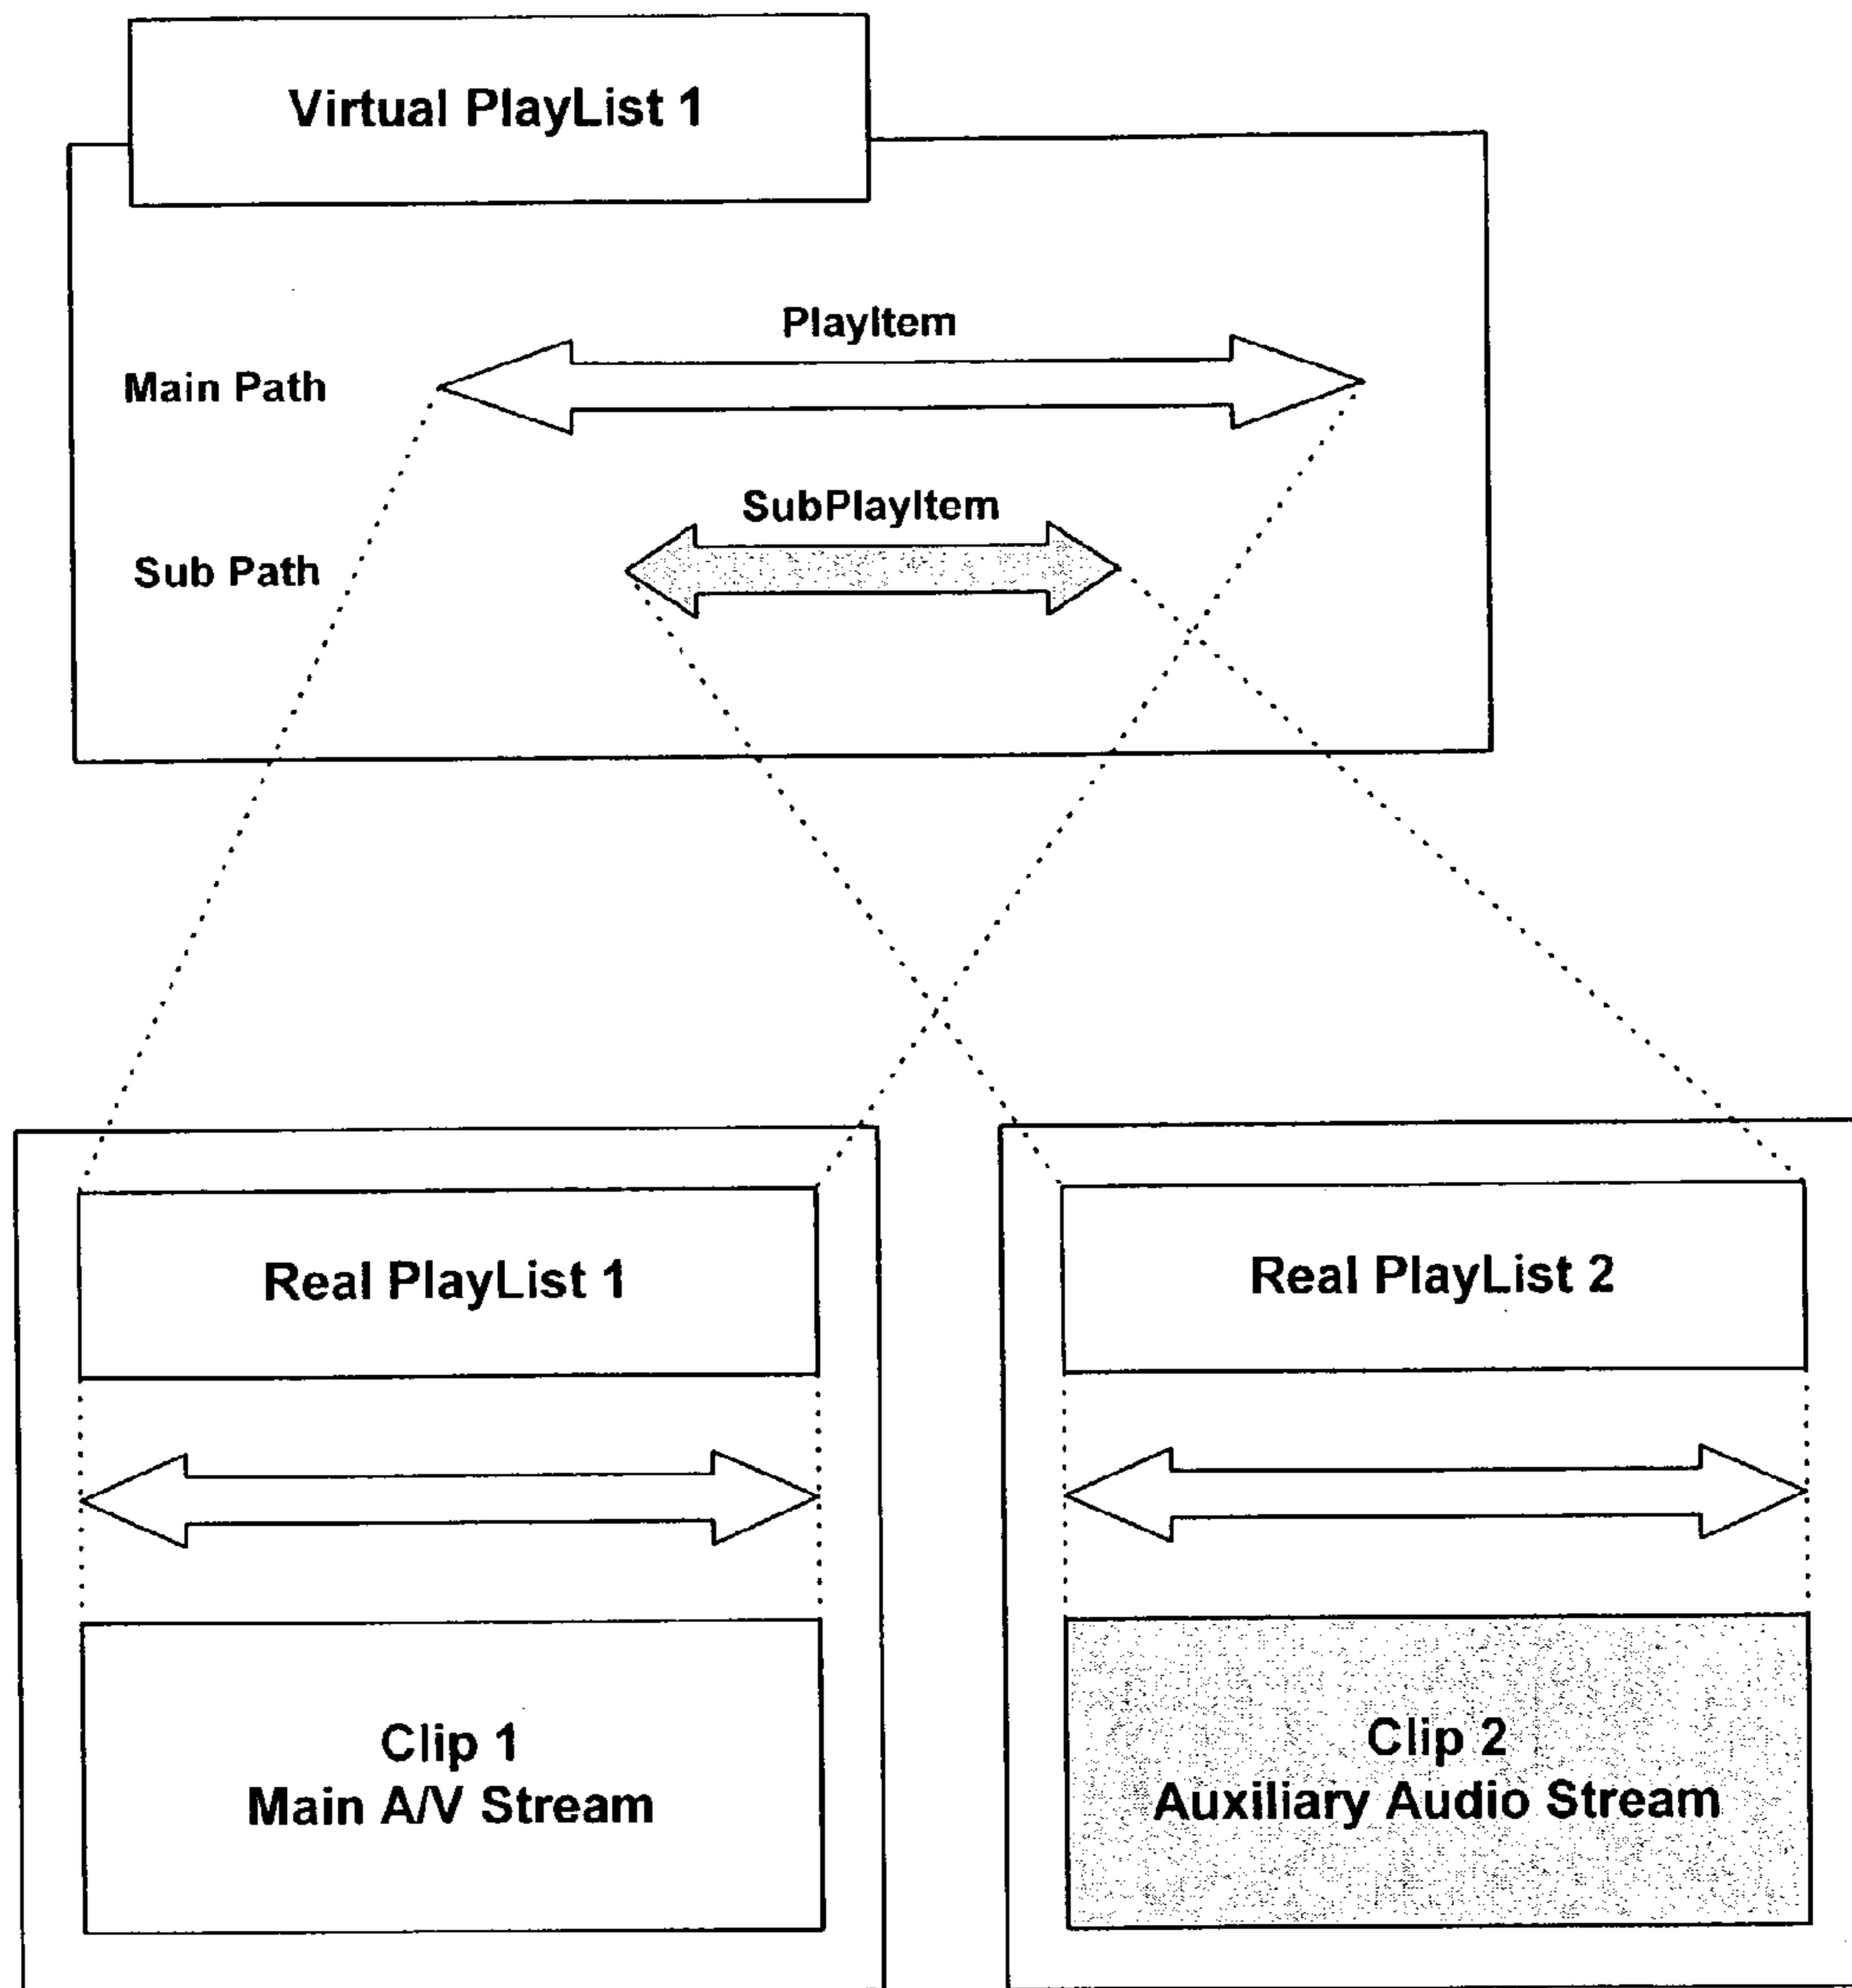 Virtual PlayList 1
PlayItem
Main Path
SubPlayItem
Sub Path
Real PlayList 1
Real PlayList 2
Clip 1
Main A/V Stream
Clip 2
Auxiliary Audio Stream